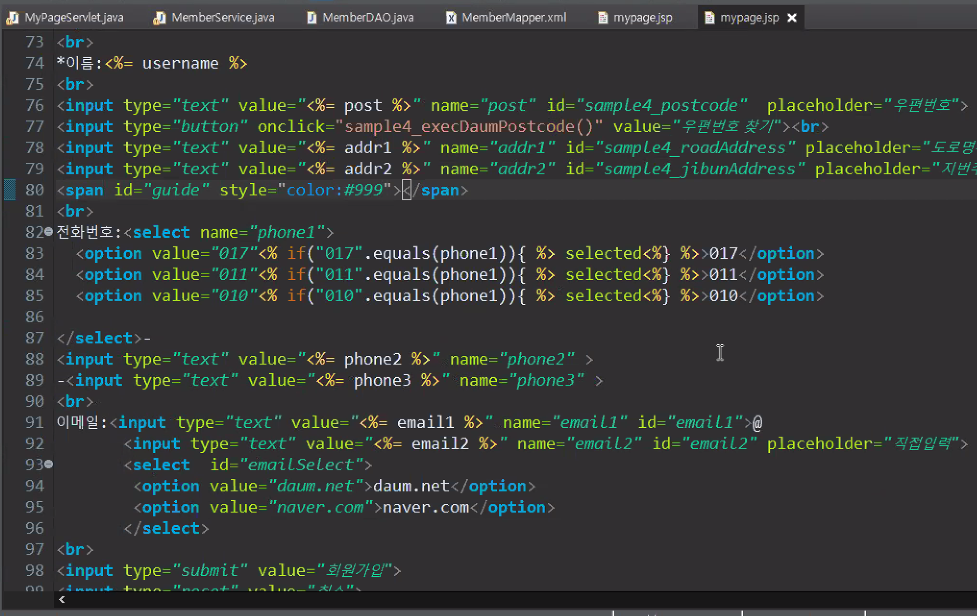 MyPageServlet.java MemberService.java MemberDAO.java MemberMapper.xml mypage.jsp mypage.jsp
73 <br>
74 *이름:<%= username %>
75 <br>
76 <input type="text" value="<%= post %>" name="post" id="sample4_postcode"  placeholder="우편번호">
77 <input type="button" onclick="sample4_execDaumPostcode()" value="우편번호 찾기"><br>
78 <input type="text" value="<%= addr1 %>" name="addr1" id="sample4_roadAddress" placeholder="도로명
79 <input type="text" value="<%= addr2 %>" name="addr2" id="sample4_jibunAddress" placeholder="지번
80 <span id="guide" style="color:#999"></span>
81 <br>
82 전화번호:<select name="phone1">
83   <option value="017"<% if("017".equals(phone1)){ %> selected<%} %>>017</option>
84   <option value="011"<% if("011".equals(phone1)){ %> selected<%} %>>011</option>
85   <option value="010"<% if("010".equals(phone1)){ %> selected<%} %>>010</option>
86
87 </select>-
88 <input type="text" value="<%= phone2 %>" name="phone2" >
89 -<input type="text" value="<%= phone3 %>" name="phone3" >
90 <br>
91 이메일:<input type="text" value="<%= email1 %>" name="email1" id="email1">@
92        <input type="text" value="<%= email2 %>" name="email2" id="email2" placeholder="직접입력">
93        <select  id="emailSelect">
94         <option value="daum.net">daum.net</option>
95         <option value="naver.com">naver.com</option>
96        </select>
97 <br>
98 <input type="submit" value="회원가입">
99 <input type="reset" value="취소">